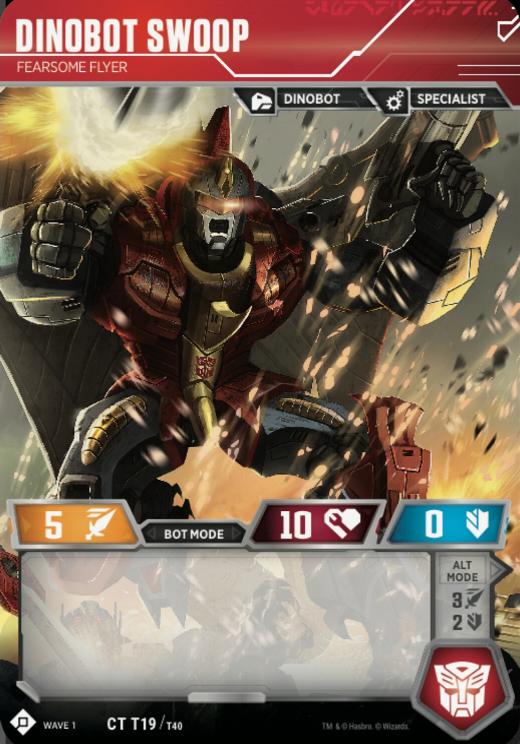 DINOBOT SWOOP
FEARSOME FLYER
DINOBOT
SPECIALIST
5
BOT MODE
10
0
ALT
MODE
3
2
WAVE 1
CT T19/T40
TM & © Hasbro. © Wizards.